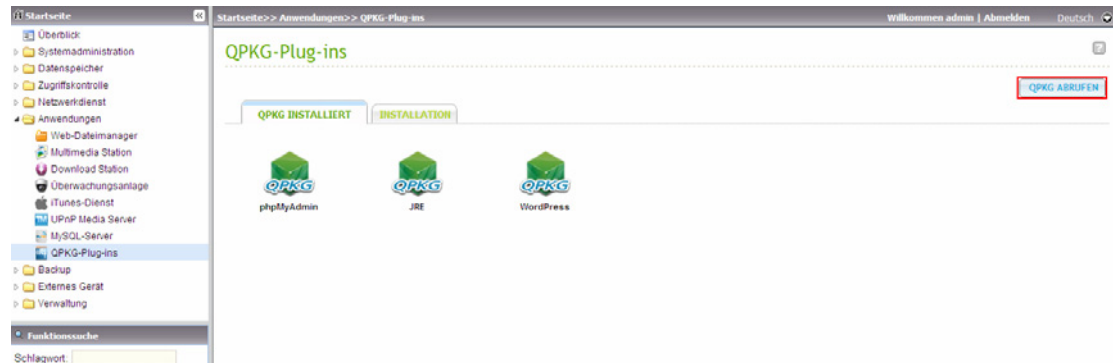 Startseite
Startseite>> Anwendungen>> QPKG-Plug-ins
Willkommen admin | Abmelden
Deutsch
Überblick
Systemadministration
Datenspeicher
Zugriffskontrolle
Netzwerkdienst
Anwendungen
Web-Dateimanager
Multimedia Station
Download Station
Überwachungsanlage
iTunes-Dienst
UPnP Media Server
MySQL-Server
QPKG-Plug-ins
Backup
Externes Gerät
Verwaltung
Funktionssuche
Schlagwort:
QPKG-Plug-ins
?
QPKG ABRUFEN
QPKG INSTALLIERT
INSTALLATION
QPKG
phpMyAdmin
QPKG
JRE
QPKG
WordPress